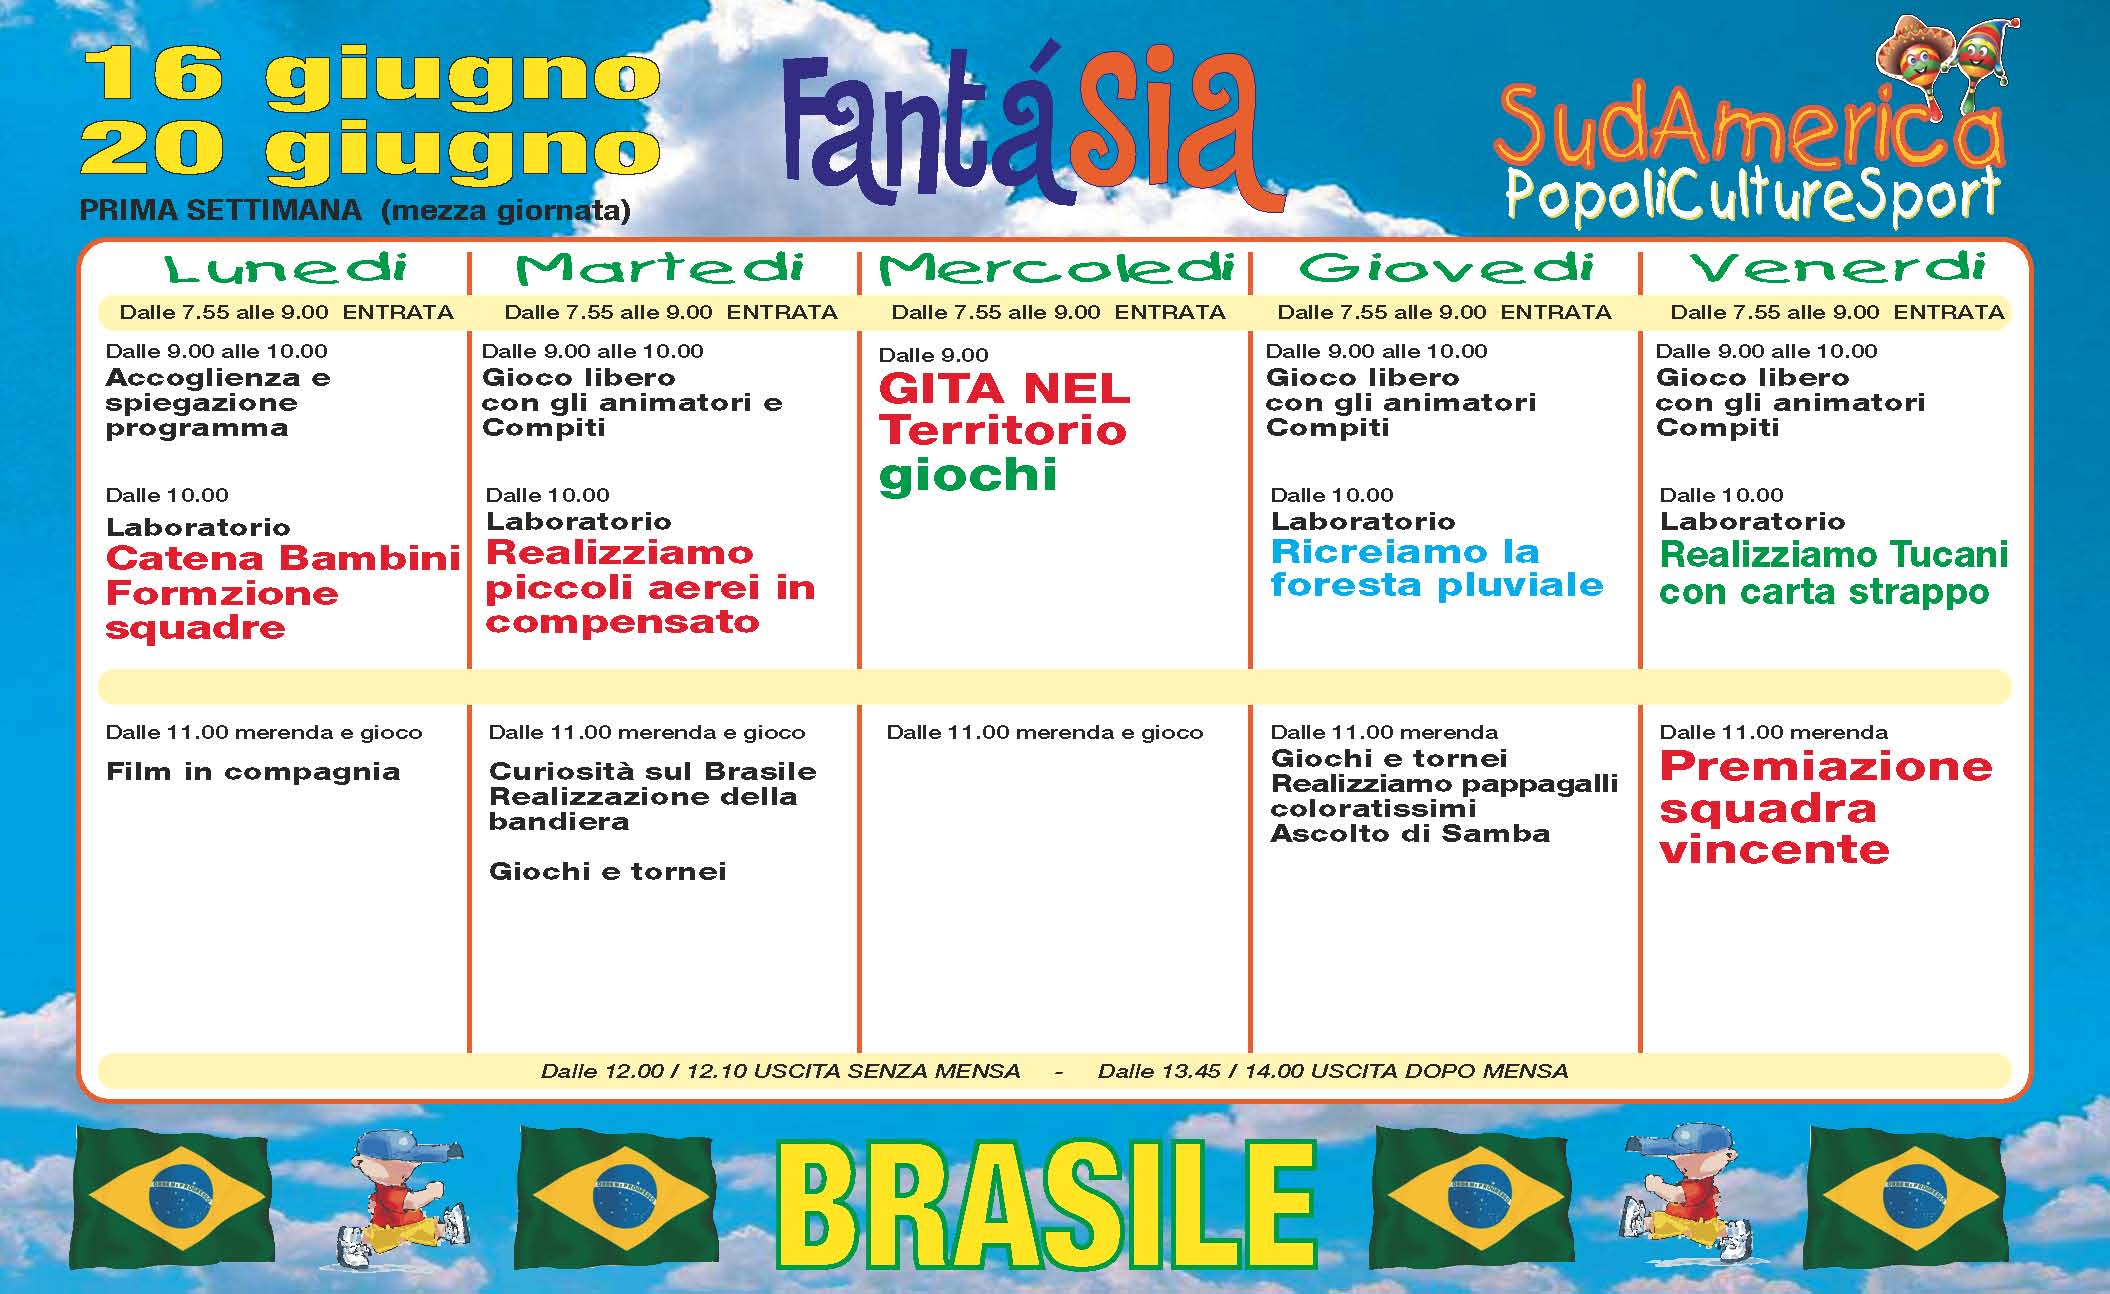 16 giugno
20 giugno
PRIMA SETTIMANA (mezza giornata)
Fantásia
SudAmerica
PopoliCultureSport
Lunedi
Martedi
Mercoledi
Giovedi
Venerdi
Dalle 7.55 alle 9.00 ENTRATA
Dalle 7.55 alle 9.00 ENTRATA
Dalle 7.55 alle 9.00 ENTRATA
Dalle 7.55 alle 9.00 ENTRATA
Dalle 7.55 alle 9.00 ENTRATA
Dalle 9.00 alle 10.00
Accoglienza e
spiegazione
programma
Dalle 10.00
Laboratorio
Catena Bambini
Formzione
squadre
Dalle 9.00 alle 10.00
Gioco libero
con gli animatori e
Compiti
Dalle 10.00
Laboratorio
Realizziamo
piccoli aerei in
compensato
Dalle 9.00
GITA NEL
Territorio
giochi
Dalle 9.00 alle 10.00
Gioco libero
con gli animatori
Compiti
Dalle 10.00
Laboratorio
Ricreiamo la
foresta pluviale
Dalle 9.00 alle 10.00
Gioco libero
con gli animatori
Compiti
Dalle 10.00
Laboratorio
Realizziamo Tucani
con carta strappo
Dalle 11.00 merenda e gioco
Film in compagnia
Dalle 11.00 merenda e gioco
Curiosità sul Brasile
Realizzazione della
bandiera
Giochi e tornei
Dalle 11.00 merenda e gioco
Dalle 11.00 merenda
Giochi e tornei
Realizziamo pappagalli
coloratissimi
Ascolto di Samba
Dalle 11.00 merenda
Premiazione
squadra
vincente
Dalle 12.00 / 12.10 USCITA SENZA MENSA - Dalle 13.45 / 14.00 USCITA DOPO MENSA
BRASILE